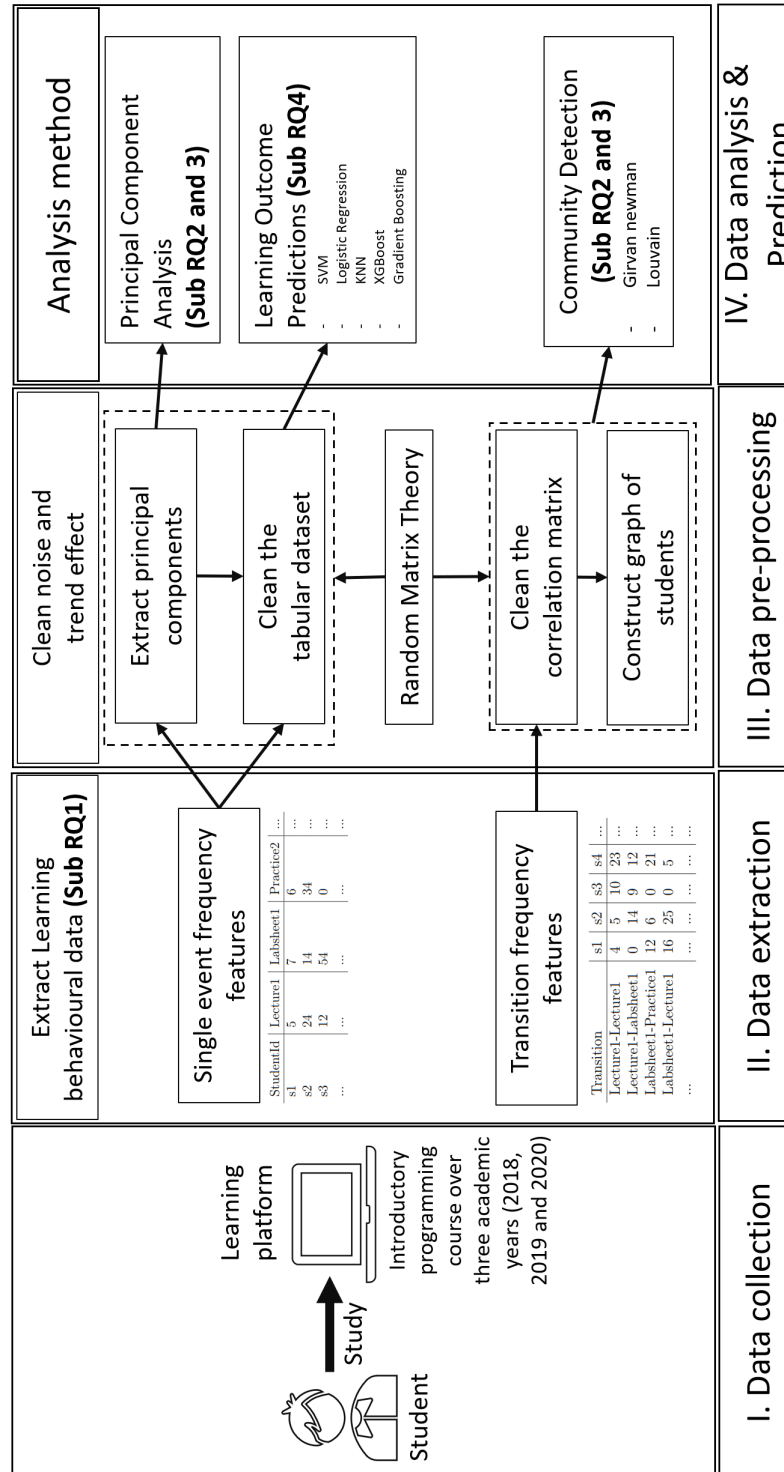 Student
Study
Learning
platform
Introductory
programming
course over
three academic
years (2018,
2019 and 2020)
I. Data collection
Extract Learning
behavioural data (Sub RQ1)
Single event frequency
features
StudentId Lecture1 Labsheet1 Practice2 ...
s1 5 7 6 ...
s2 24 14 34 ...
s3 12 54 0 ...
... ... ... ... ...
Transition frequency
features
Transition s1 s2 s3 s4 ...
Lecture1-Lecture1 4 5 10 23 ...
Lecture1-Labsheet1 0 14 9 12 ...
Labsheet1-Practice1 12 6 0 21 ...
Labsheet1-Lecture1 16 25 0 5 ...
... ... ... ... ...
II. Data extraction
Clean noise and
trend effect
Extract principal
components
Clean the
tabular dataset
Random Matrix Theory
Clean the
correlation matrix
Construct graph of
students
III. Data pre-processing
Analysis method
Principal Component
Analysis
(Sub RQ2 and 3)
Learning Outcome
Predictions (Sub RQ4)
- SVM
- Logistic Regression
- KNN
- XGBoost
- Gradient Boosting
Community Detection
(Sub RQ2 and 3)
- Girvan newman
- Louvain
IV. Data analysis &
Prediction